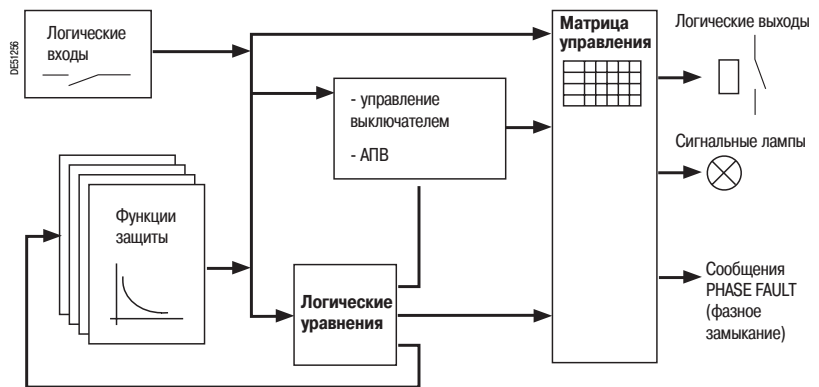 DE51256
Логические
входы
- управление
выключателем
- АПВ
Функции
защиты
Логические
уравнения
Матрица
управления
Логические выходы
Сигнальные лампы
Сообщения
PHASE FAULT
(фазное
замыкание)